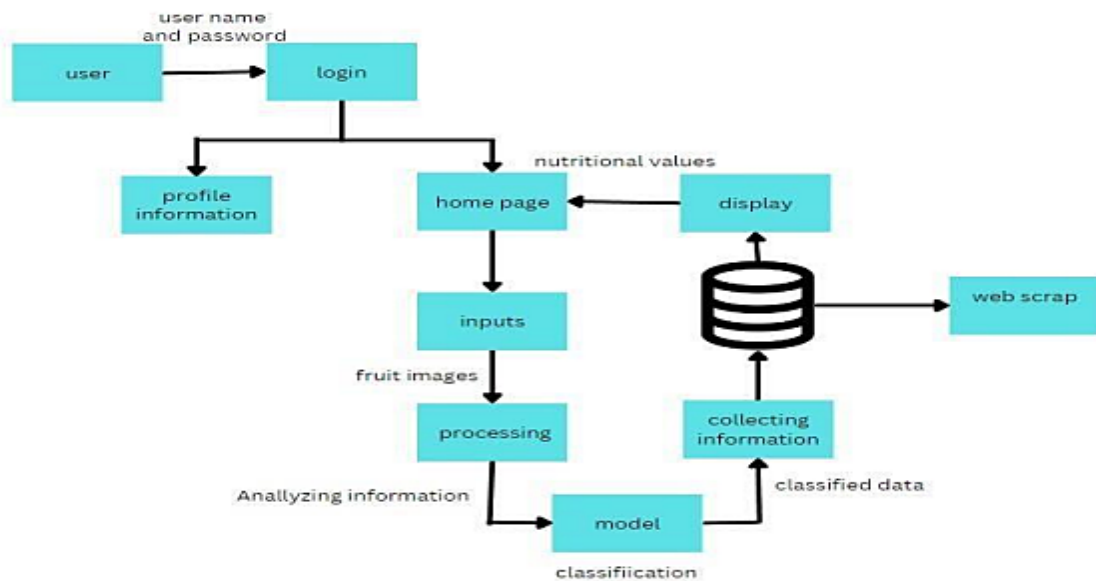 user name
and password
user
login
profile
information
nutritional values
home page
display
inputs
web scrap
fruit images
processing
collecting
information
Anallyzing information
classified data
model
classifiication